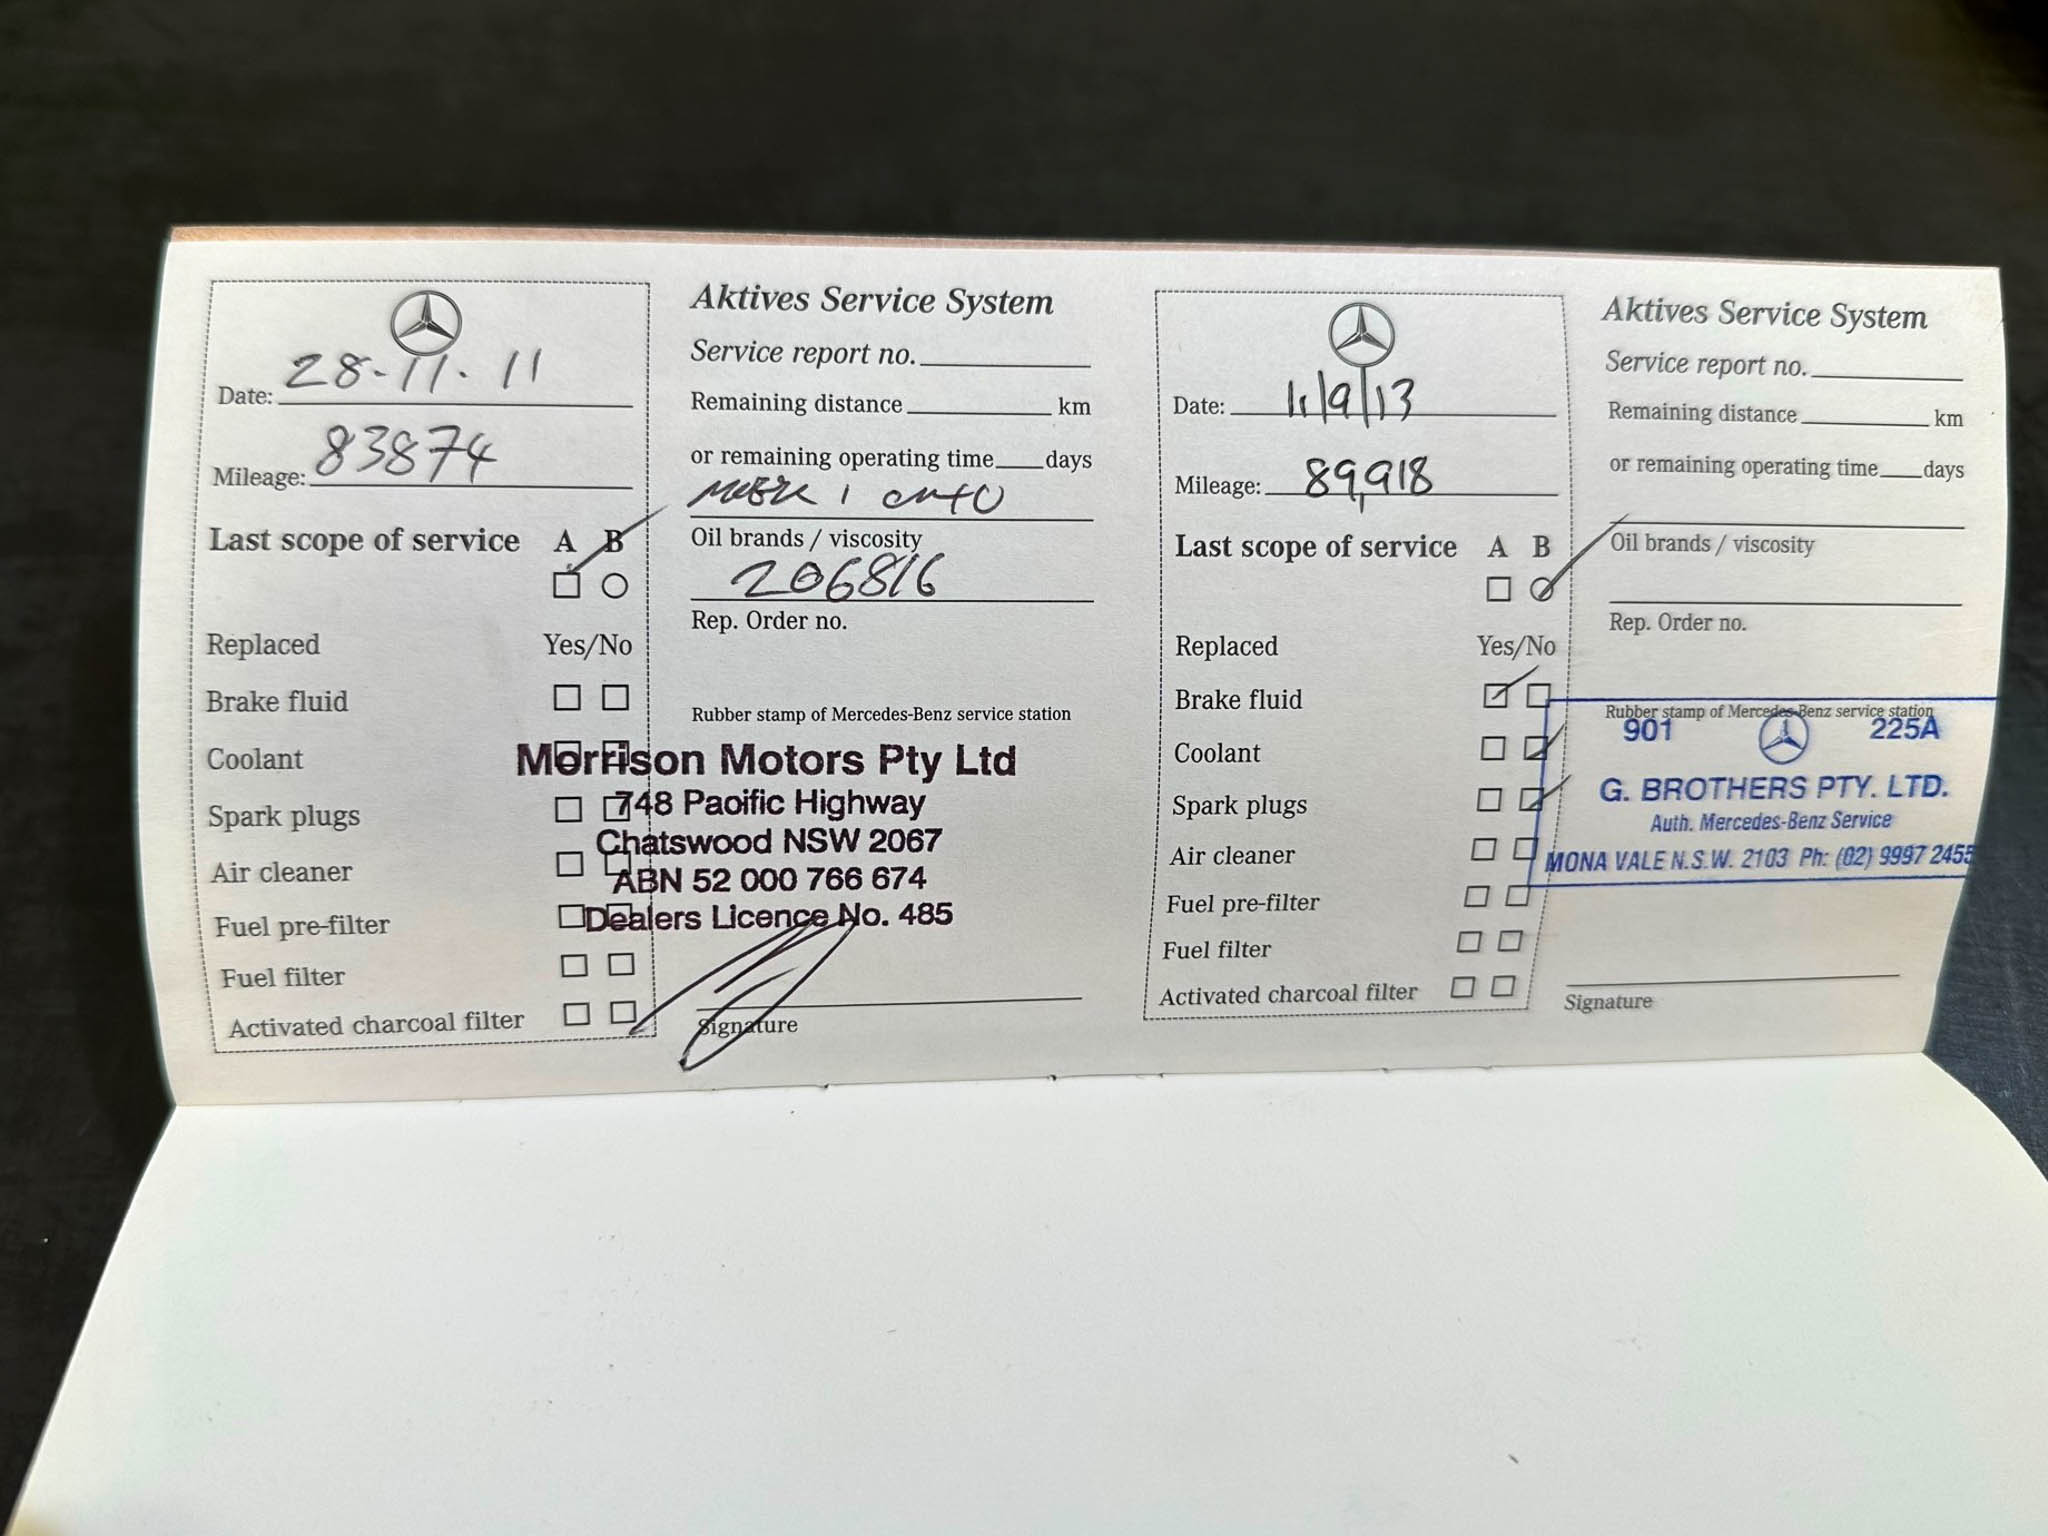 Date: 28-11-11
Mileage: 83874
Last scope of service A B
Replaced Yes/No
Brake fluid
Coolant
Spark plugs
Air cleaner
Fuel pre-filter
Fuel filter
Activated charcoal filter
Aktives Service System
Service report no.
Remaining distance km
or remaining operating time days
Oil brands / viscosity
206816
Rep. Order no.
Rubber stamp of Mercedes-Benz service station
Morrison Motors Pty Ltd
748 Pacific Highway
Chatswood NSW 2067
ABN 52 000 766 674
Dealers Licence No. 485
Signature
Date: 11/9/13
Mileage: 89,918
Last scope of service A B
Replaced Yes/No
Brake fluid
Coolant
Spark plugs
Air cleaner
Fuel pre-filter
Fuel filter
Activated charcoal filter
Aktives Service System
Service report no.
Remaining distance km
or remaining operating time days
Oil brands / viscosity
Rep. Order no.
Rubber stamp of Mercedes-Benz service station
901 225A
G. BROTHERS PTY. LTD.
Auth. Mercedes-Benz Service
MONA VALE N.S.W. 2103 Ph: (02) 9997 2455
Signature